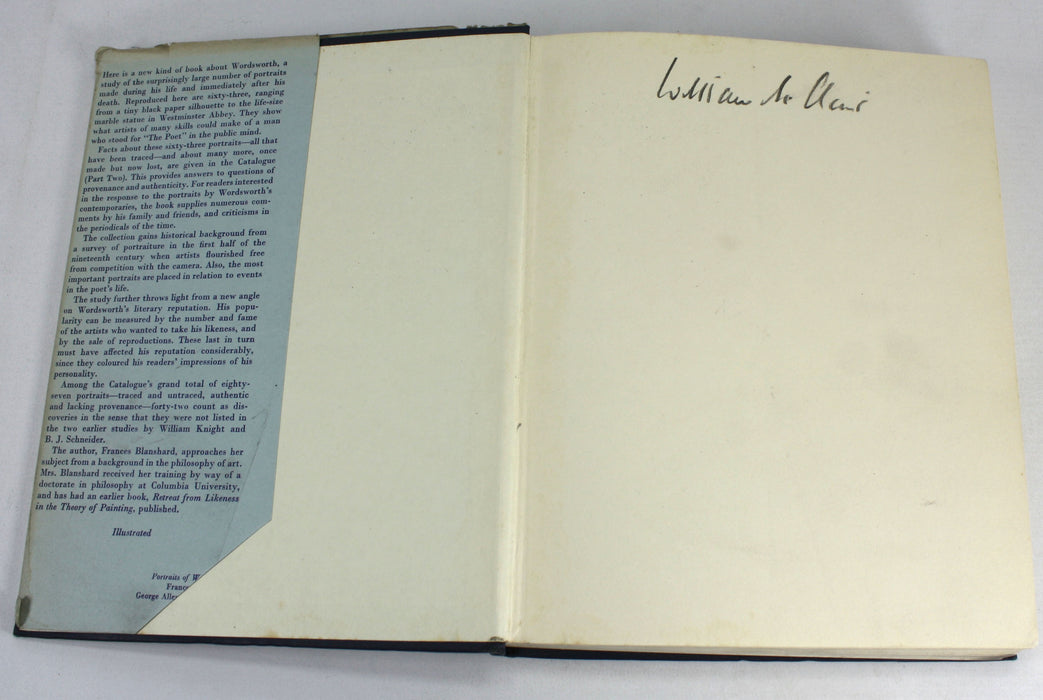 Here is a new kind of book about Wordsworth, a
study of the surprisingly large number of portraits
made during his life and immediately after his
death. Reproduced here are sixty-three, ranging
from a tiny black paper silhouette to the life-size
marble statue in Westminster Abbey. They show
what artists of many skills could make of a man
who stood for "The Poet" in the public mind.
Facts about these sixty-three portraits—all that
have been traced—and about many more, once
made but now lost, are given in the Catalogue
(Part Two). This provides answers to questions of
provenance and authenticity. For readers interested
in the response to the portraits by Wordsworth's
contemporaries, the book supplies numerous com-
ments by his family and friends, and criticisms in
the periodicals of the time.
The collection gains historical background from
a survey of portraiture in the first half of the
nineteenth century when artists flourished free
from competition with the camera. Also, the most
important portraits are placed in relation to events
in the poet's life.
The study further throws light from a new angle
on Wordsworth's literary reputation. His popu-
larity can be measured by the number and fame
of the artists who wanted to take his likeness, and
by the sale of reproductions. These last in turn
must have affected his reputation considerably,
since they coloured his readers' impressions of his
personality.
Among the Catalogue's grand total of eighty-
seven portraits—traced and untraced, authentic
and lacking provenance—forty-two count as dis-
coveries in the sense that they were not listed in
the two earlier studies by William Knight and
B. J. Schneider.
The author, Frances Blanshard, approaches her
subject from a background in the philosophy of art.
Mrs. Blanshard received her training by way of a
doctorate in philosophy at Columbia University,
and has had an earlier book, Retreat from Likeness
in the Theory of Painting, published.
Illustrated
Portraits of W
Franc
George Alle
William St Clair